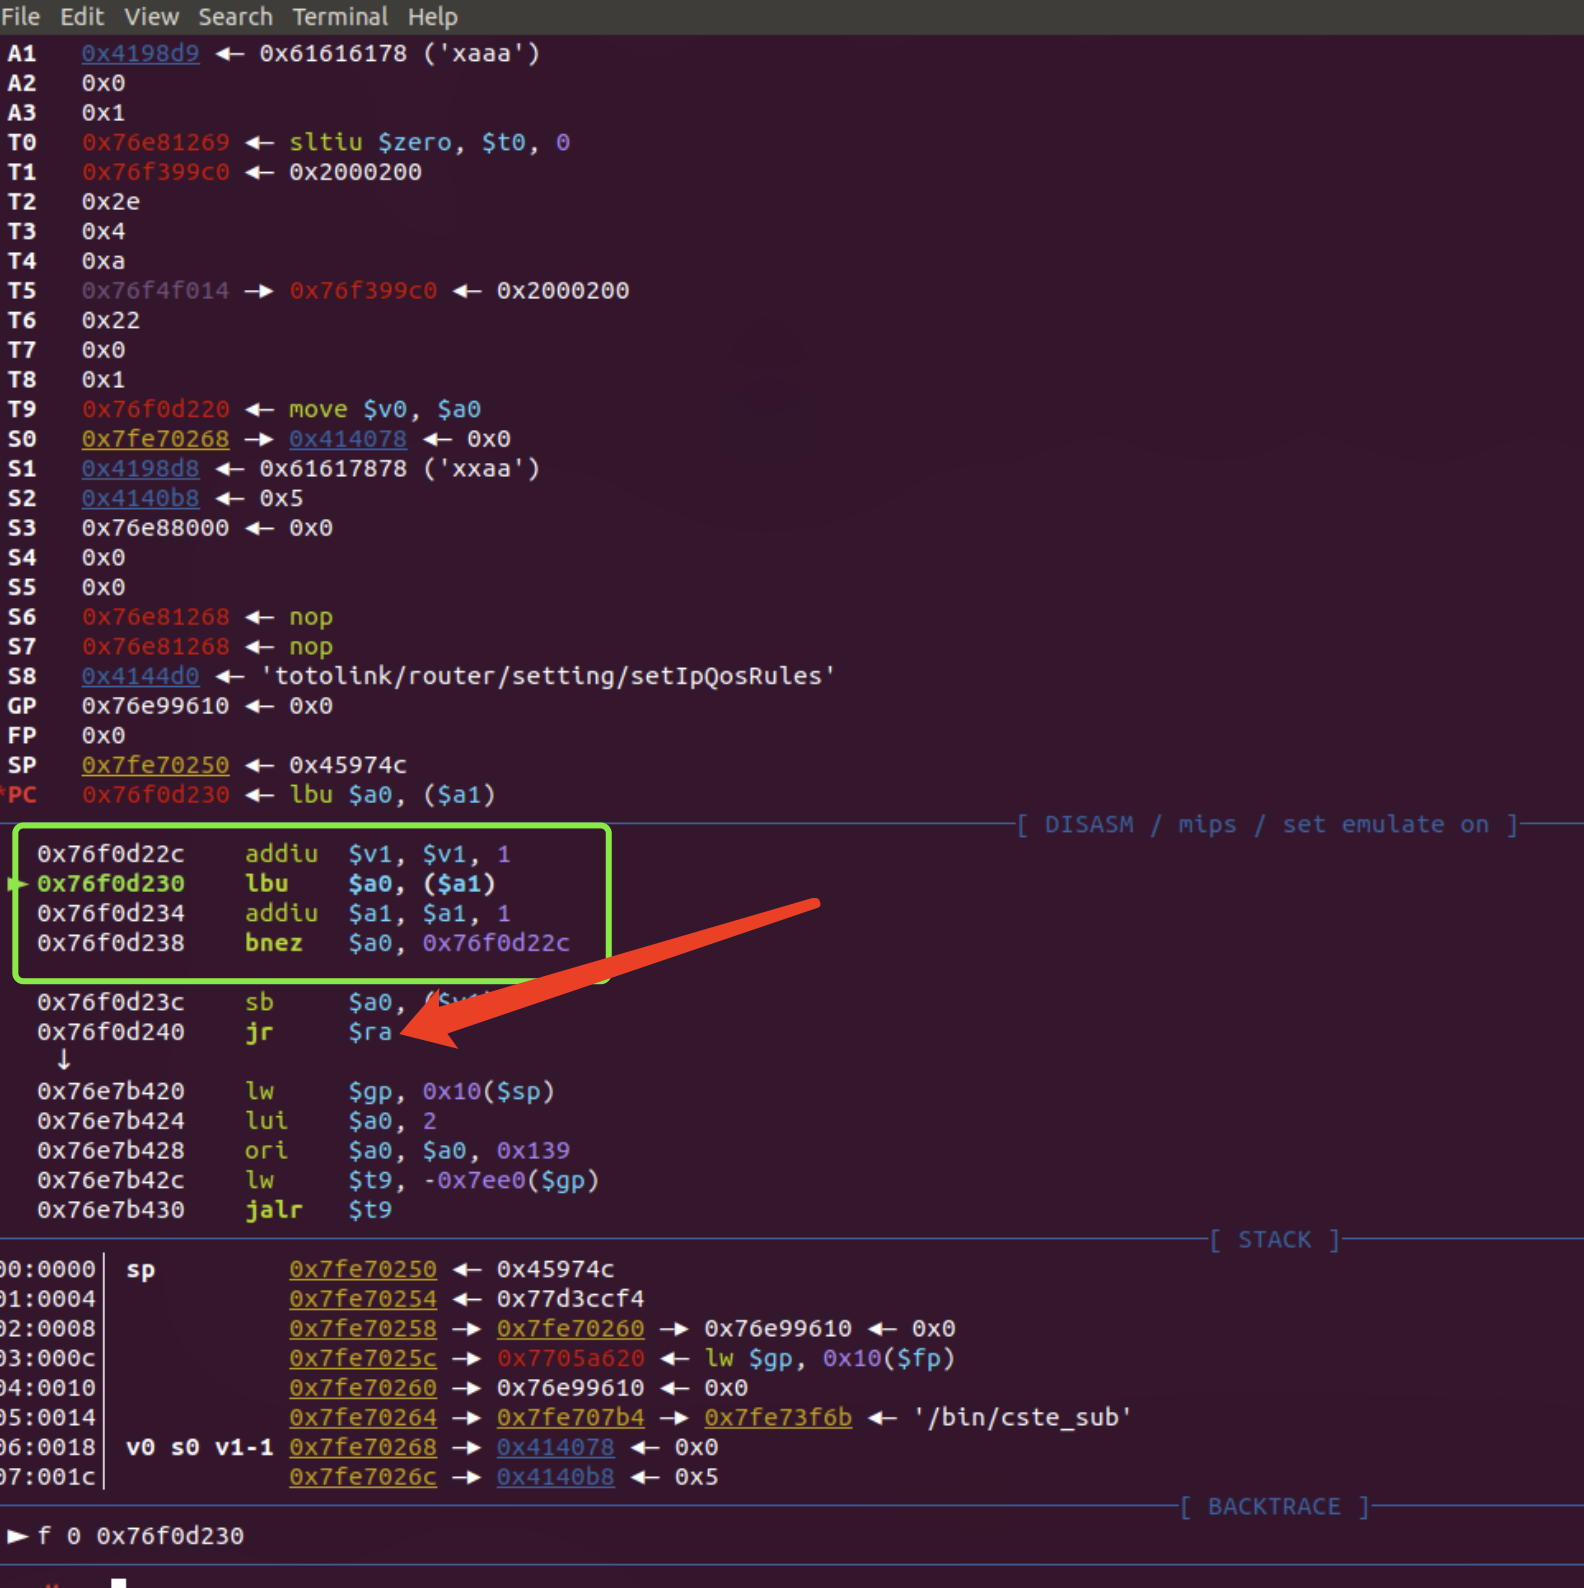 File Edit View Search Terminal Help
A1 0x4198d9 ◂— 0x61616178 ('xaaa')
A2 0x0
A3 0x1
T0 0x76e81269 ◂— sltiu $zero, $t0, 0
T1 0x76f399c0 ◂— 0x2000200
T2 0x2e
T3 0x4
T4 0xa
T5 0x76f4f014 —▸ 0x76f399c0 ◂— 0x2000200
T6 0x22
T7 0x0
T8 0x1
T9 0x76f0d220 ◂— move $v0, $a0
S0 0x7fe70268 —▸ 0x414078 ◂— 0x0
S1 0x4198d8 ◂— 0x61617878 ('xxaa')
S2 0x4140b8 ◂— 0x5
S3 0x76e88000 ◂— 0x0
S4 0x0
S5 0x0
S6 0x76e81268 ◂— nop
S7 0x76e81268 ◂— nop
S8 0x4144d0 ◂— 'totolink/router/setting/setIpQosRules'
GP 0x76e99610 ◂— 0x0
FP 0x0
SP 0x7fe70250 ◂— 0x45974c
*PC 0x76f0d230 ◂— lbu $a0, ($a1)
[ DISASM / mips / set emulate on ]
0x76f0d22c addiu $v1, $v1, 1
► 0x76f0d230 lbu $a0, ($a1)
0x76f0d234 addiu $a1, $a1, 1
0x76f0d238 bnez $a0, 0x76f0d22c
0x76f0d23c sb $a0,
0x76f0d240 jr $ra
↓
0x76e7b420 lw $gp, 0x10($sp)
0x76e7b424 lui $a0, 2
0x76e7b428 ori $a0, $a0, 0x139
0x76e7b42c lw $t9, -0x7ee0($gp)
0x76e7b430 jalr $t9
[ STACK ]
00:0000│ sp 0x7fe70250 ◂— 0x45974c
01:0004│ 0x7fe70254 ◂— 0x77d3ccf4
02:0008│ 0x7fe70258 —▸ 0x7fe70260 —▸ 0x76e99610 ◂— 0x0
03:000c│ 0x7fe7025c —▸ 0x7705a620 ◂— lw $gp, 0x10($fp)
04:0010│ 0x7fe70260 —▸ 0x76e99610 ◂— 0x0
05:0014│ 0x7fe70264 —▸ 0x7fe707b4 —▸ 0x7fe73f6b ◂— '/bin/cste_sub'
06:0018│ v0 s0 v1-1 0x7fe70268 —▸ 0x414078 ◂— 0x0
07:001c│ 0x7fe7026c —▸ 0x4140b8 ◂— 0x5
[ BACKTRACE ]
► f 0 0x76f0d230